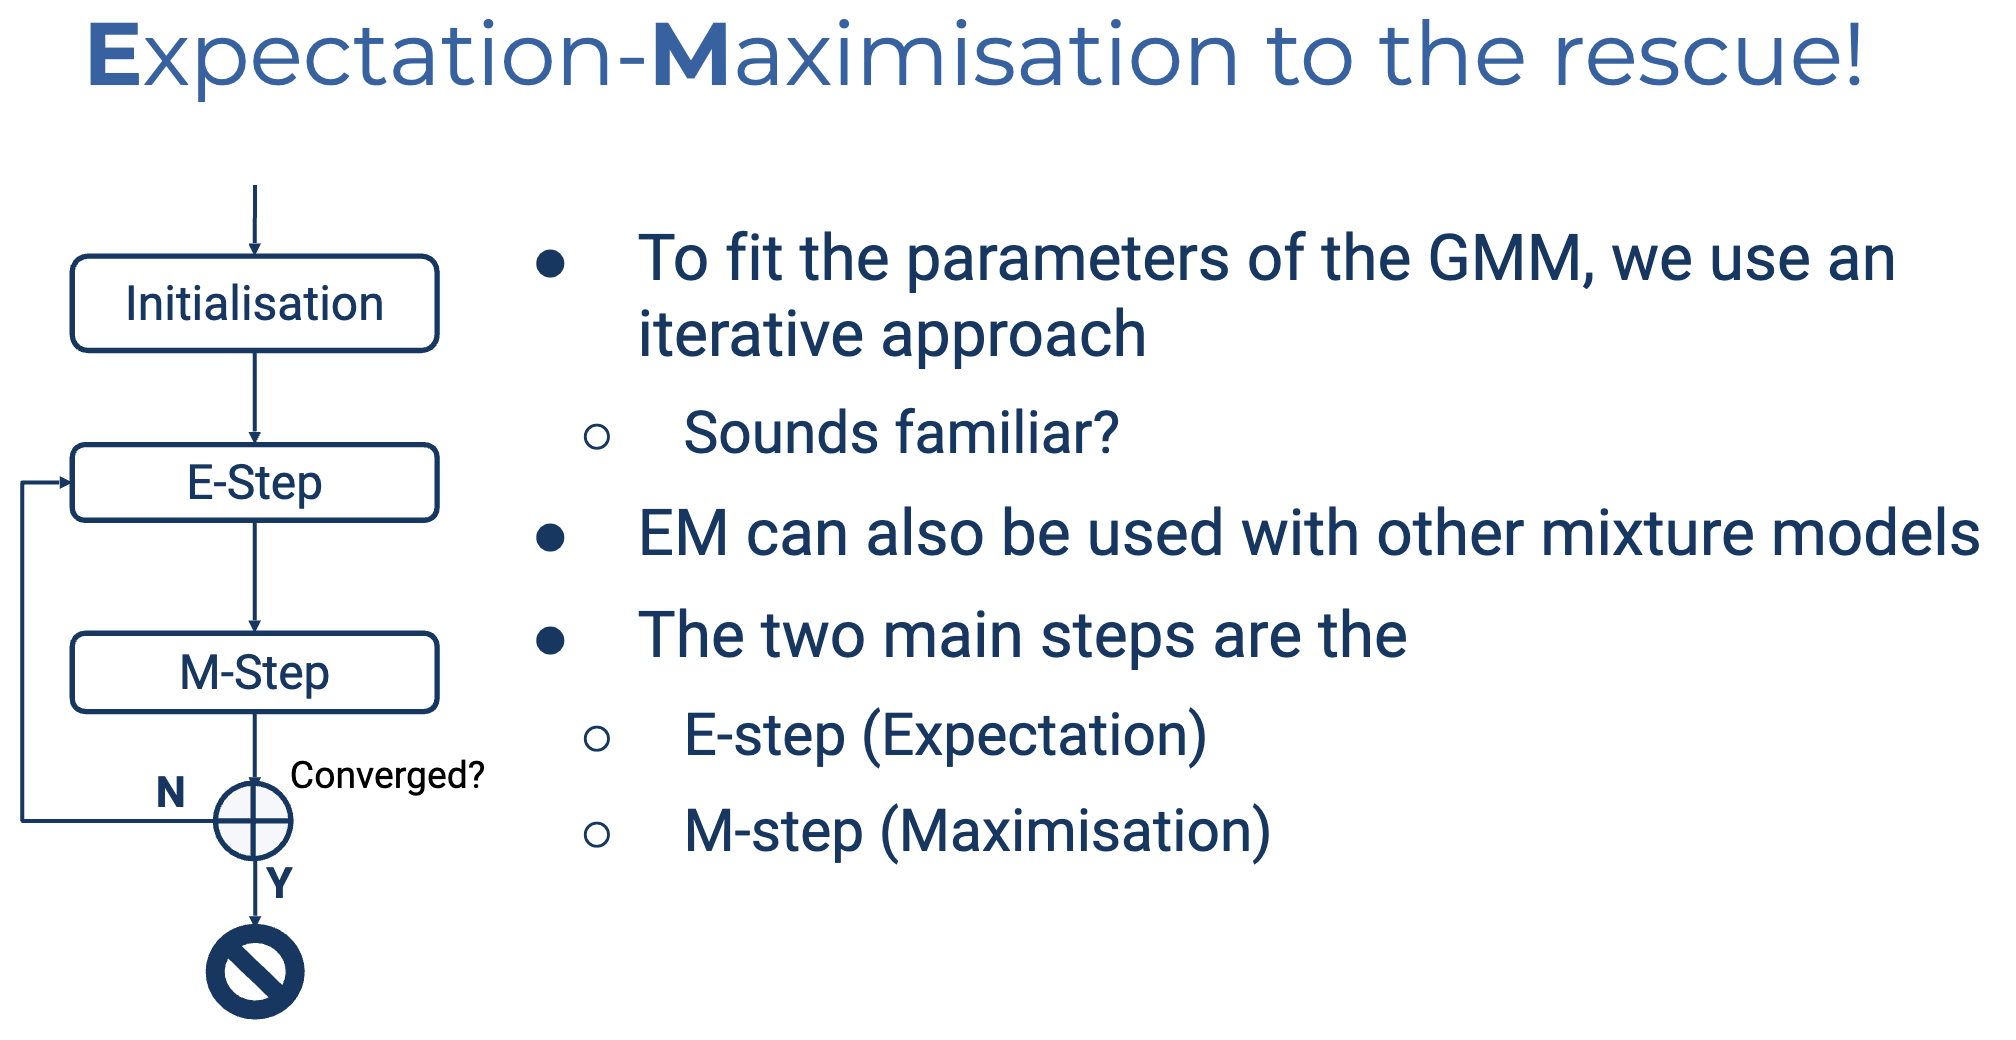 Expectation-Maximisation to the rescue!
Initialisation
E-Step
M-Step
Converged?
N
Y
● To fit the parameters of the GMM, we use an
iterative approach
○ Sounds familiar?
● EM can also be used with other mixture models
● The two main steps are the
○ E-step (Expectation)
○ M-step (Maximisation)